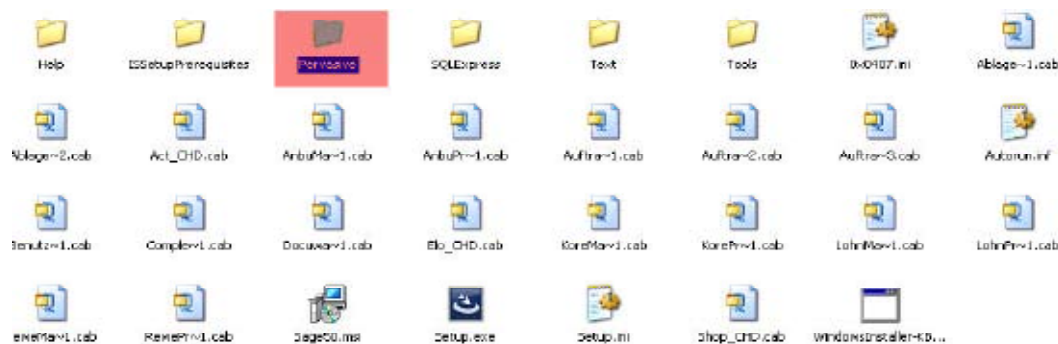 Help
ISSetupPrerequisites
Pervasive
SQLExpress
Text
Tools
0x0407.ini
Ablage~1.cab
Ablage~2.cab
Act_CHD.cab
AnbuMa~1.cab
AnbuPr~1.cab
Auftra~1.cab
Auftra~2.cab
Auftra~3.cab
Autorun.inf
Benutz~1.cab
Comple~1.cab
Docuwa~1.cab
Elo_CHD.cab
KoreMa~1.cab
KorePr~1.cab
LohnMa~1.cab
LohnPr~1.cab
eweMa~1.cab
RewePr~1.cab
Sage50.msi
Setup.exe
Setup.ini
Shop_CHD.cab
WindowsInstaller-KB...